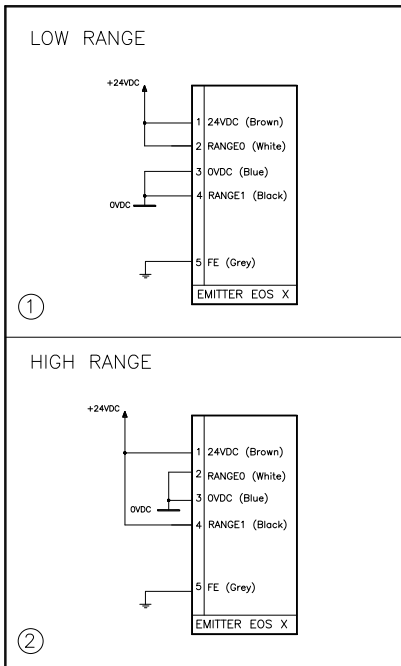 LOW RANGE
+24VDC
1 24VDC (Brown)
2 RANGE0 (White)
3 0VDC (Blue)
4 RANGE1 (Black)
0VDC
5 FE (Grey)
EMITTER EOS X
1
HIGH RANGE
+24VDC
1 24VDC (Brown)
2 RANGE0 (White)
3 0VDC (Blue)
0VDC
4 RANGE1 (Black)
5 FE (Grey)
EMITTER EOS X
2